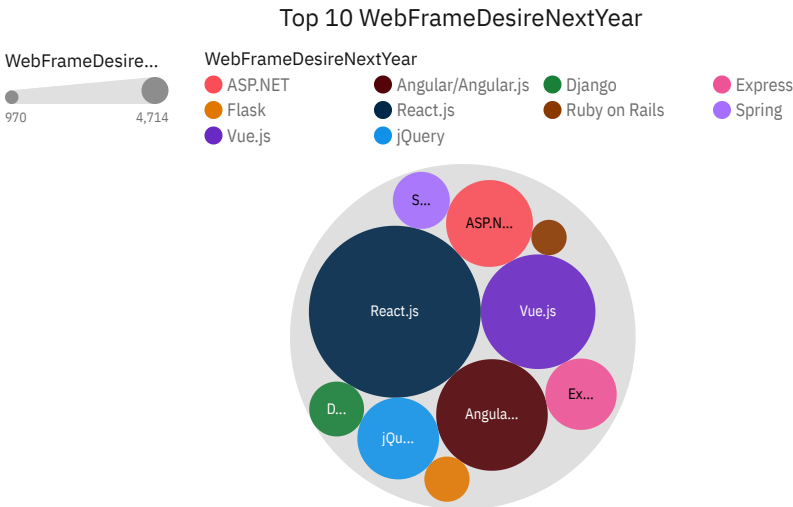 Top 10 WebFrameDesireNextYear
WebFrameDesire...
970 4,714
WebFrameDesireNextYear
ASP.NET Angular/Angular.js Django Express
Flask React.js Ruby on Rails Spring
Vue.js jQuery
S...
ASP.N...
React.js
Vue.js
Ex...
D...
Angula...
jQu...